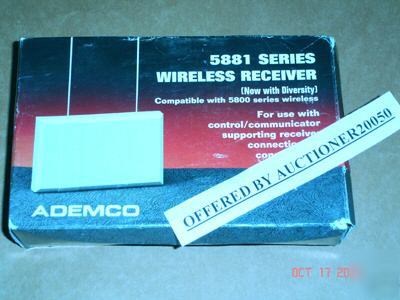 5881 SERIES
WIRELESS RECEIVER
(New with Diversity)
Compatible with 5800 series wireless
For use with
control/communicator
supporting receiver
ADEMCO
OFFERED BY AUCTIONER20050
OCT 17